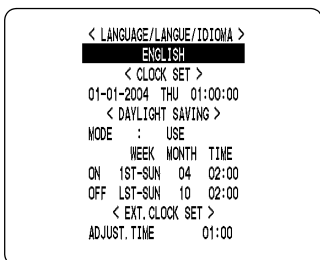 < LANGUAGE/LANGUE/IDIOMA >
ENGLISH
< CLOCK SET >
01-01-2004 THU 01:00:00
< DAYLIGHT SAVING >
MODE : USE
WEEK MONTH TIME
ON 1ST-SUN 04 02:00
OFF LST-SUN 10 02:00
< EXT.CLOCK SET >
ADJUST.TIME 01:00